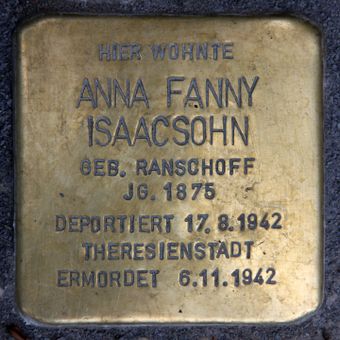 HIER WOHNTE
ANNA FANNY
ISAACSOHN
GEB. RANSCHOFF
JG. 1875
DEPORTIERT 17.8.1942
THERESIENSTADT
ERMORDET 6.11.1942